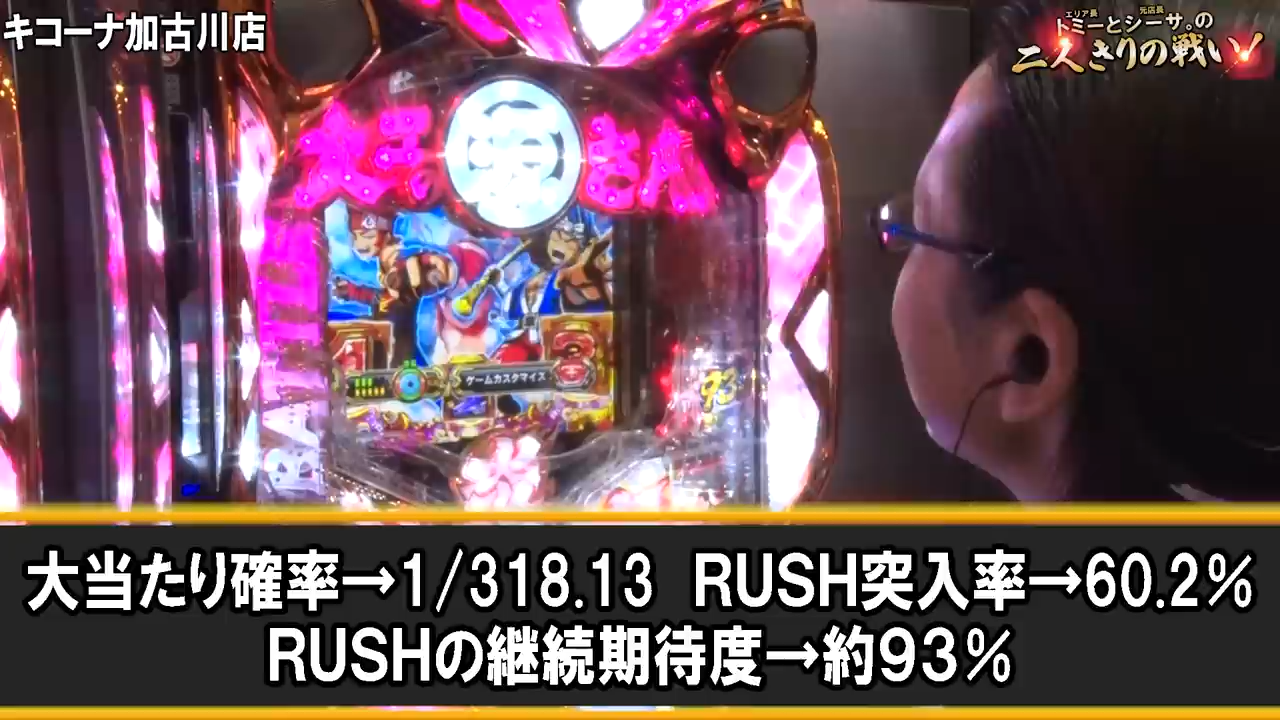 キコーナ加古川店
エリア長 元店長
トミーとシーサ。の
二人きりの戦いV
ゲームカスタマイズ
93
大当たり確率→1/318.13 RUSH突入率→60.2%
RUSHの継続期待度→約93%